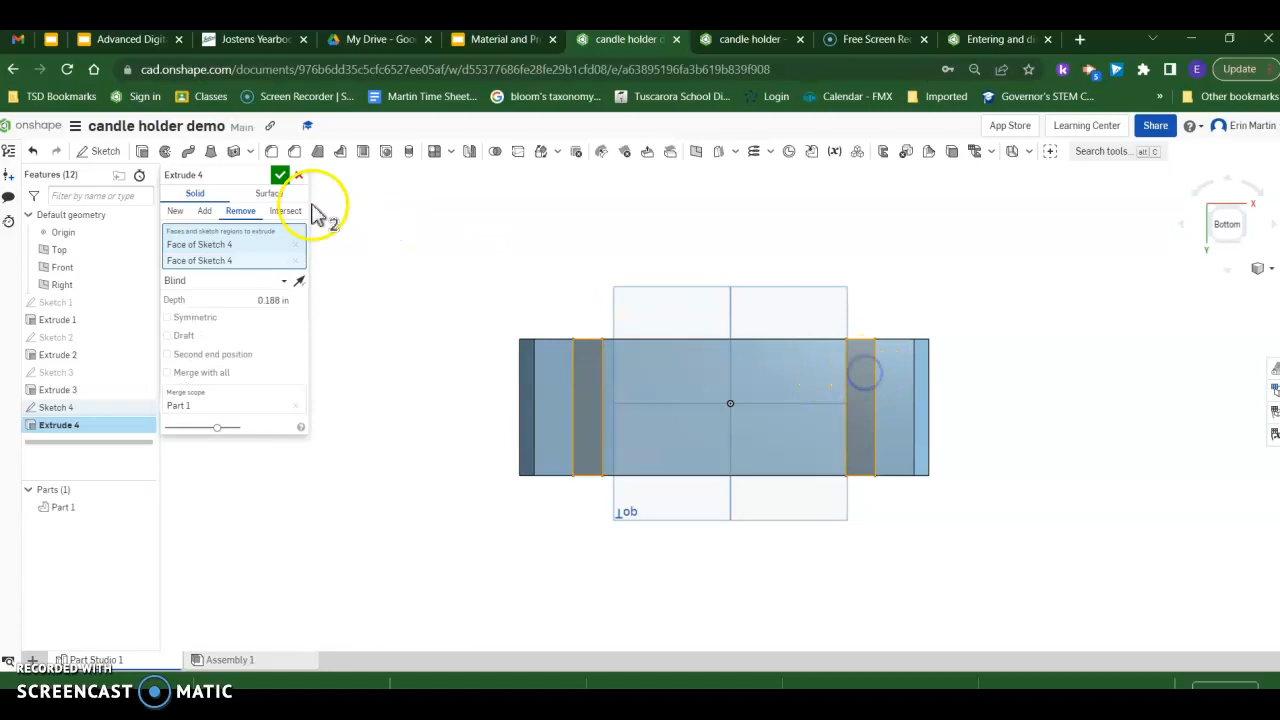 Advanced Digit
Jostens Yearboo
My Drive - Goo
Material and Pro
candle holder d
candle holder -
Free Screen Rec
Entering and di
cad.onshape.com/documents/976b6dd35c5cfc6527ee05af/w/d55377686fe28fe29b1cfd08/e/a63895196fa3b619b839f908
5
E
Update
TSD Bookmarks
Sign in
Classes
Screen Recorder | S...
Martin Time Sheet...
bloom's taxonomy...
Tuscarora School Di...
Login
Calendar - FMX
Imported
Governor's STEM C...
»
Other bookmarks
onshape
candle holder demo
Main
App Store
Learning Center
Share
Erin Martin
Sketch
Search tools...
alt C
Features (12)
Filter by name or type
Default geometry
Origin
Top
Front
Right
Sketch 1
Extrude 1
Sketch 2
Extrude 2
Sketch 3
Extrude 3
Sketch 4
Extrude 4
Parts (1)
Part 1
Extrude 4
Solid
Surface
New
Add
Remove
Intersect
Faces and sketch regions to extrude
Face of Sketch 4
Face of Sketch 4
Blind
Depth
0.188 in
Symmetric
Draft
Second end position
Merge with all
Merge scope
Part 1
2
X
Bottom
Y
Top
Part Studio 1
Assembly 1
RECORDED WITH
SCREENCAST MATIC